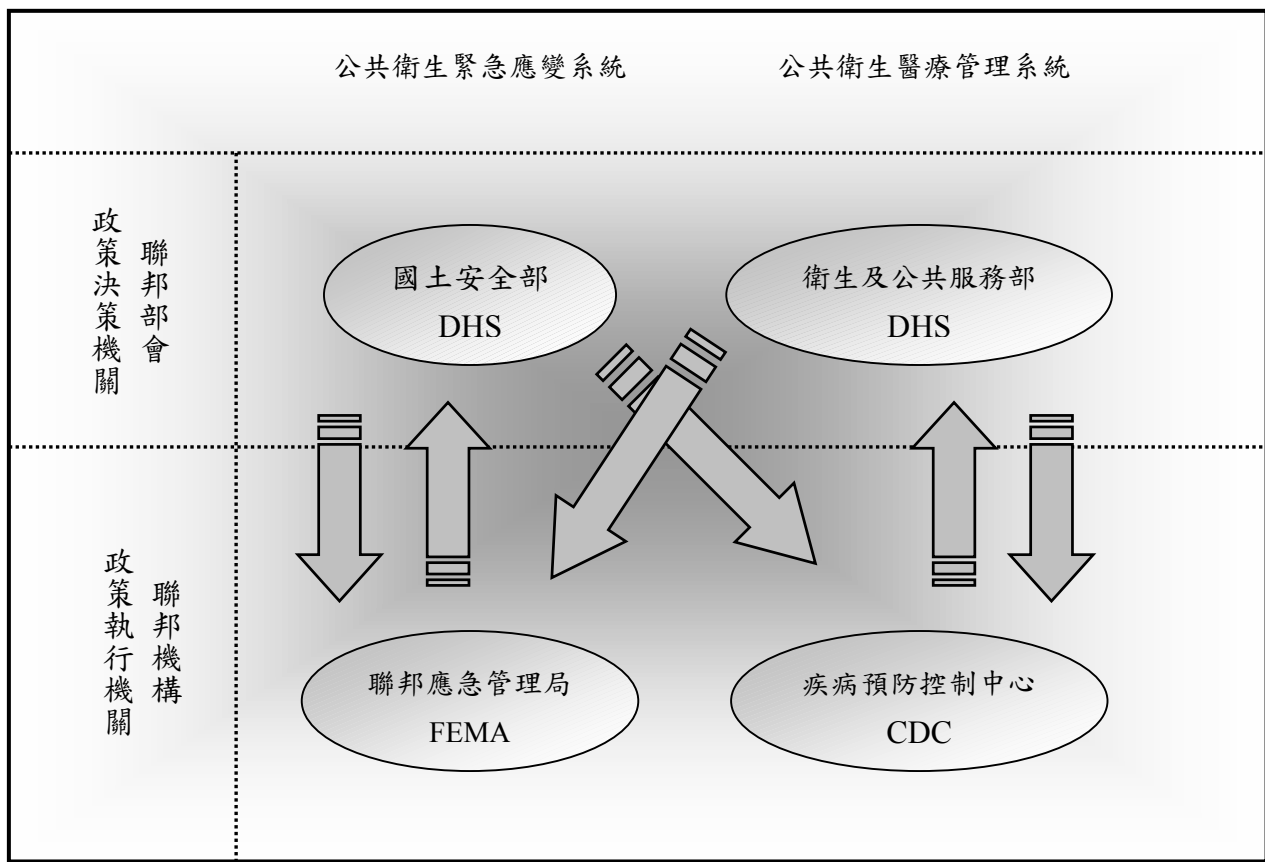 公共衛生緊急應變系統
公共衛生醫療管理系統
聯邦部會
政策決策機關
國土安全部
DHS
衛生及公共服務部
DHS
聯邦機構
政策執行機關
聯邦應急管理局
FEMA
疾病預防控制中心
CDC